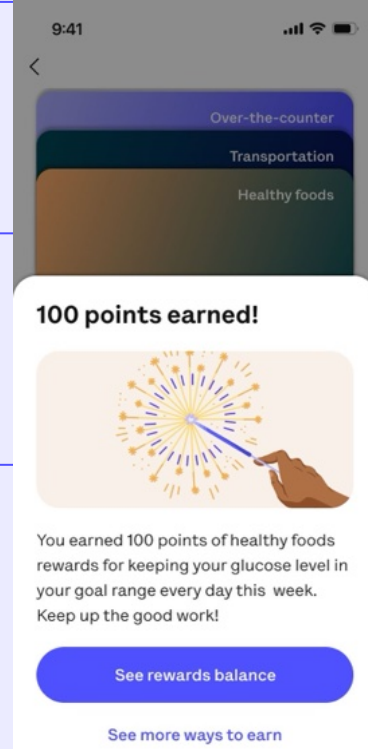 9:41
Over-the-counter
Transportation
Healthy foods
100 points earned!
You earned 100 points of healthy foods
rewards for keeping your glucose level in
your goal range every day this week.
Keep up the good work!
See rewards balance
See more ways to earn